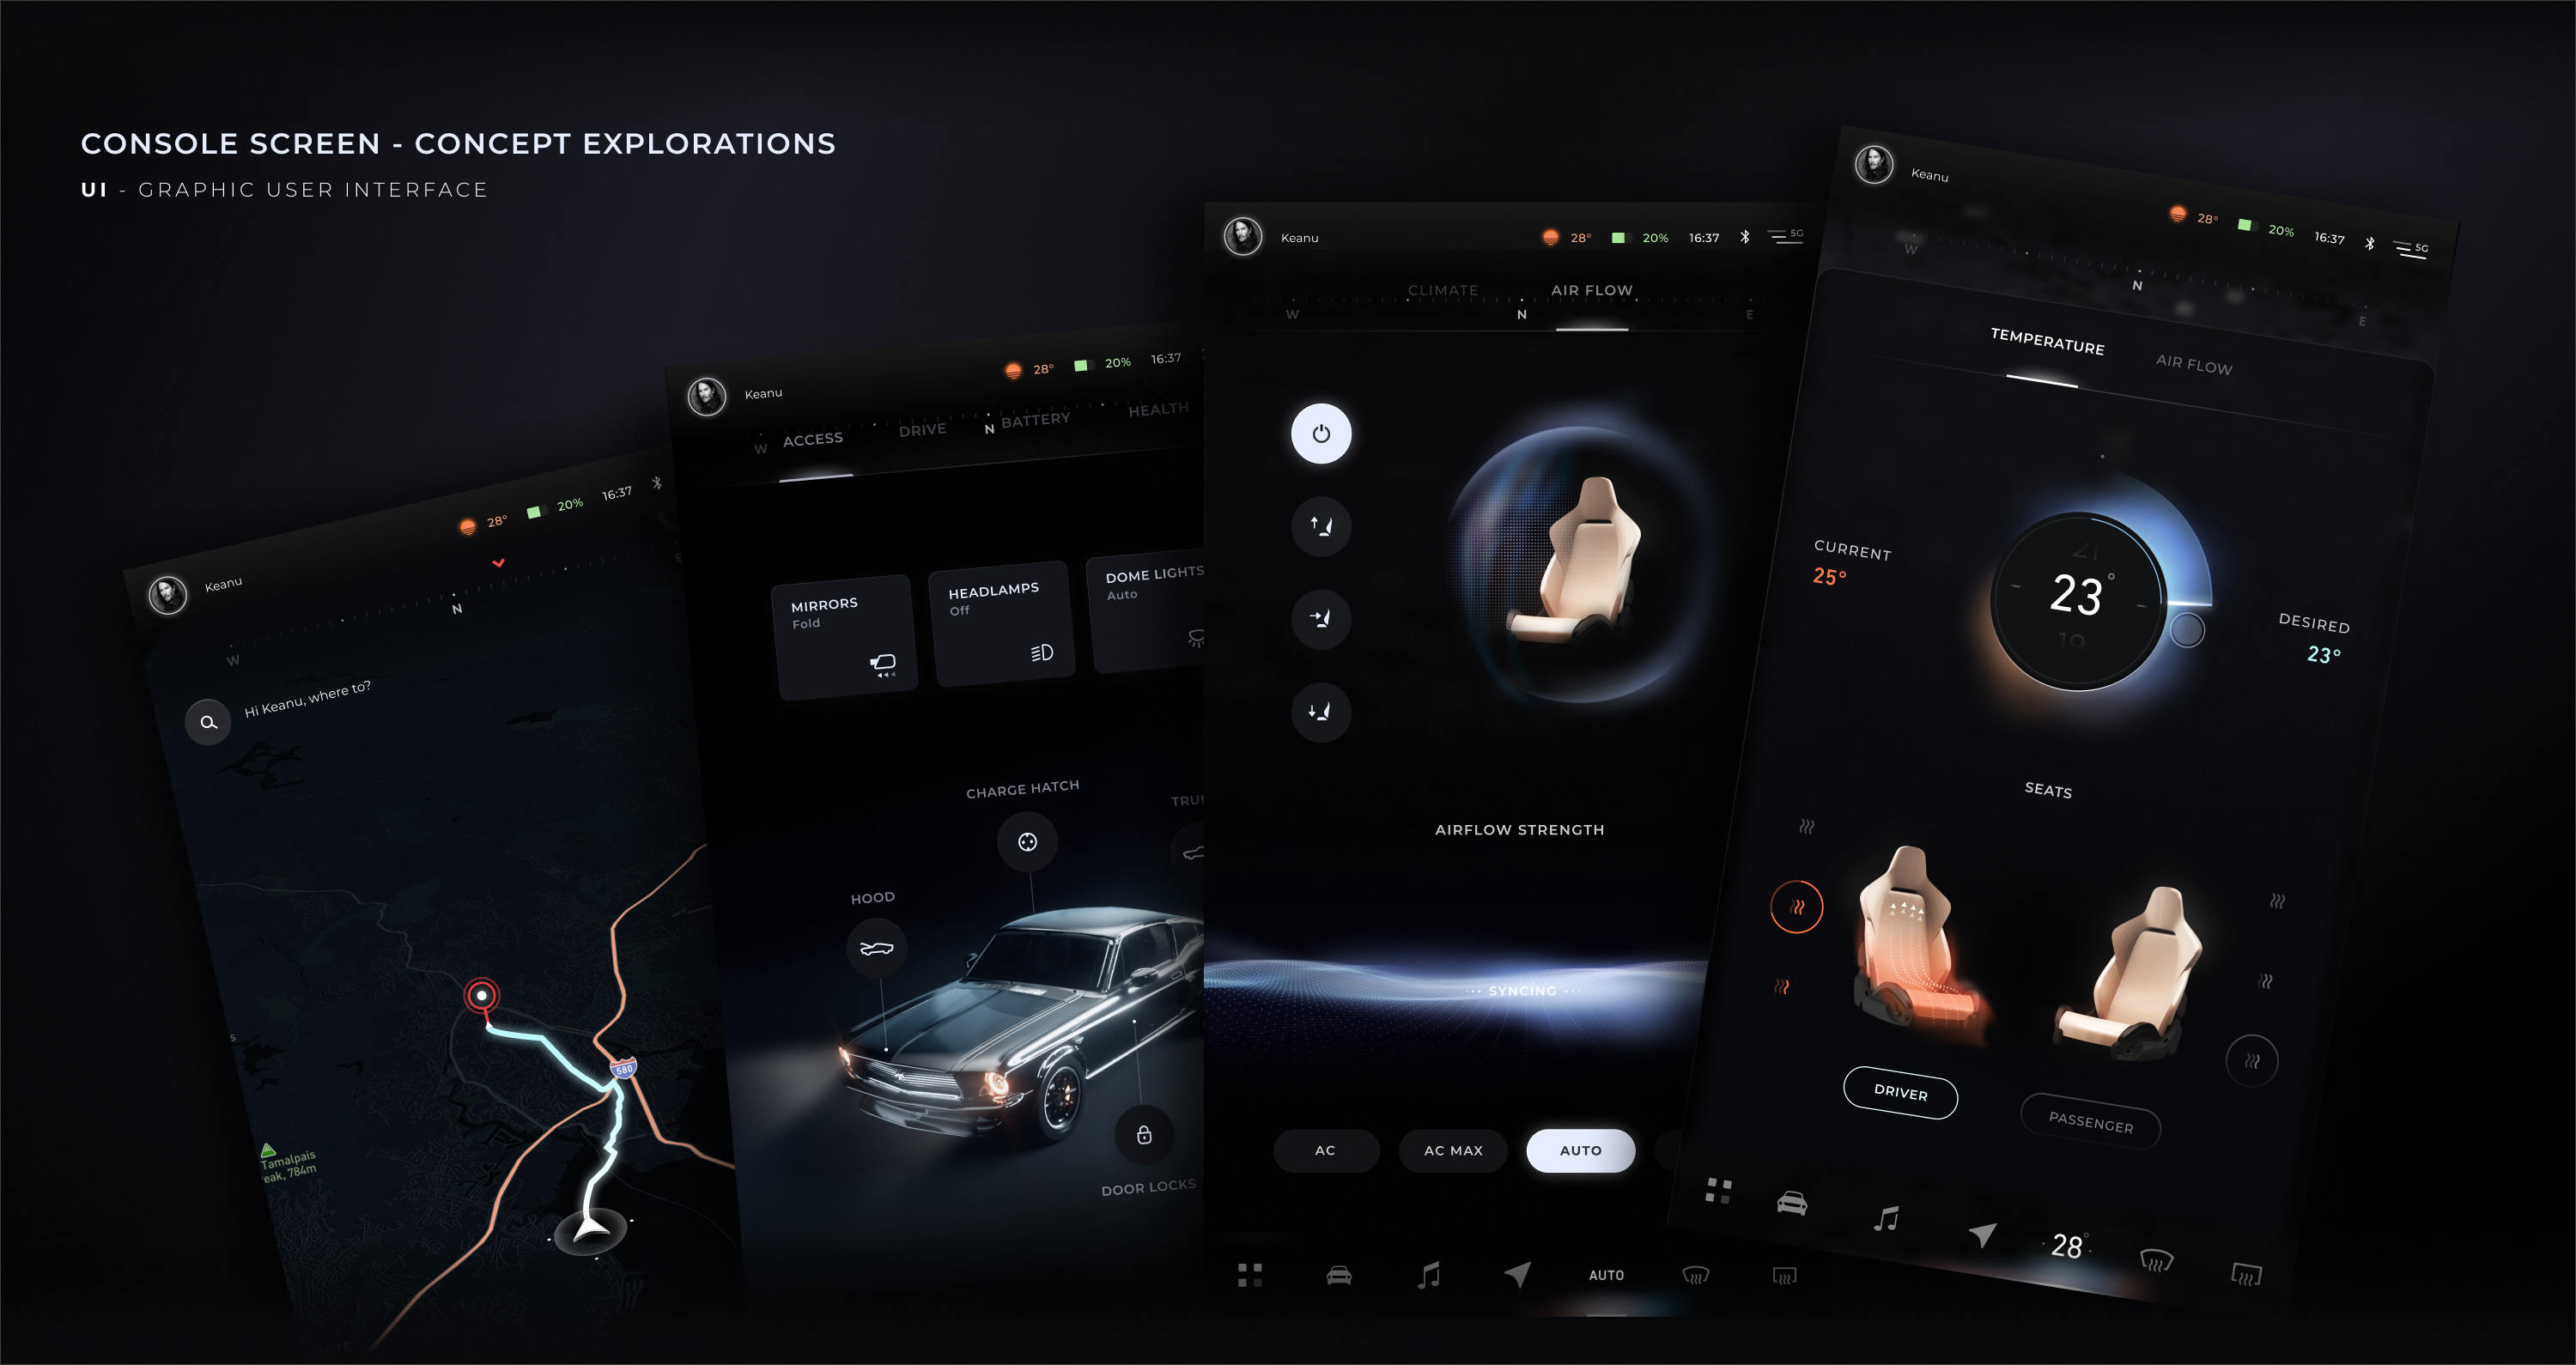 CONSOLE SCREEN - CONCEPT EXPLORATIONS
UI - GRAPHIC USER INTERFACE
Keanu
28°
20%
16:37
W
N
Hi Keanu, where to?
580
Tamalpais
eak, 784m
Keanu
28°
20%
16:37
W
N
ACCESS
DRIVE
BATTERY
HEALTH
MIRRORS
Fold
HEADLAMPS
Off
DOME LIGHTS
Auto
CHARGE HATCH
TRU
HOOD
DOOR LOCKS
Keanu
28°
20%
16:37
5G
CLIMATE
AIR FLOW
W
N
E
AIRFLOW STRENGTH
··· SYNCING ···
AC
AC MAX
AUTO
AUTO
Keanu
28°
20%
16:37
5G
W
N
E
TEMPERATURE
AIR FLOW
CURRENT
25°
21
23°
19
DESIRED
23°
SEATS
DRIVER
PASSENGER
· 28° ·